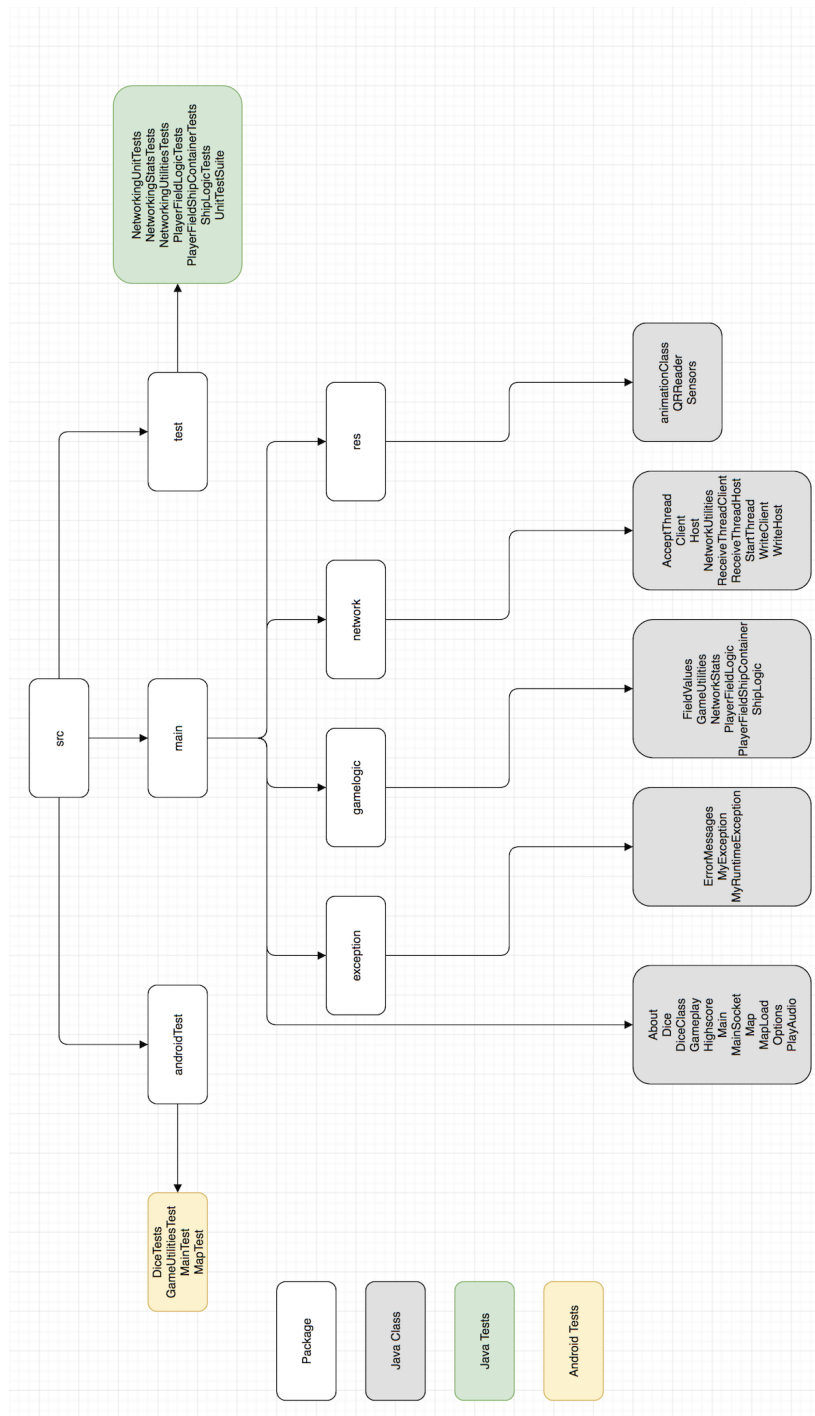 src
androidTest
main
test
DiceTests
GameUtilitiesTest
MainTest
MapTest
NetworkingUnitTests
NetworkingStatsTests
NetworkingUtilitiesTests
PlayerFieldLogicTests
PlayerFieldShipContainerTests
ShipLogicTests
UnitTestSuite
exception
gamelogic
network
res
About
Dice
DiceClass
Gameplay
Highscore
Main
MainSocket
Map
MapLoad
Options
PlayAudio
ErrorMessages
MyException
MyRuntimeException
FieldValues
GameUtilities
NetworkStats
PlayerFieldLogic
PlayerFieldShipContainer
ShipLogic
AcceptThread
Client
Host
NetworkUtilities
ReceiveThreadClient
ReceiveThreadHost
StartThread
WriteClient
WriteHost
animationClass
QRReader
Sensors
Package
Java Class
Java Tests
Android Tests